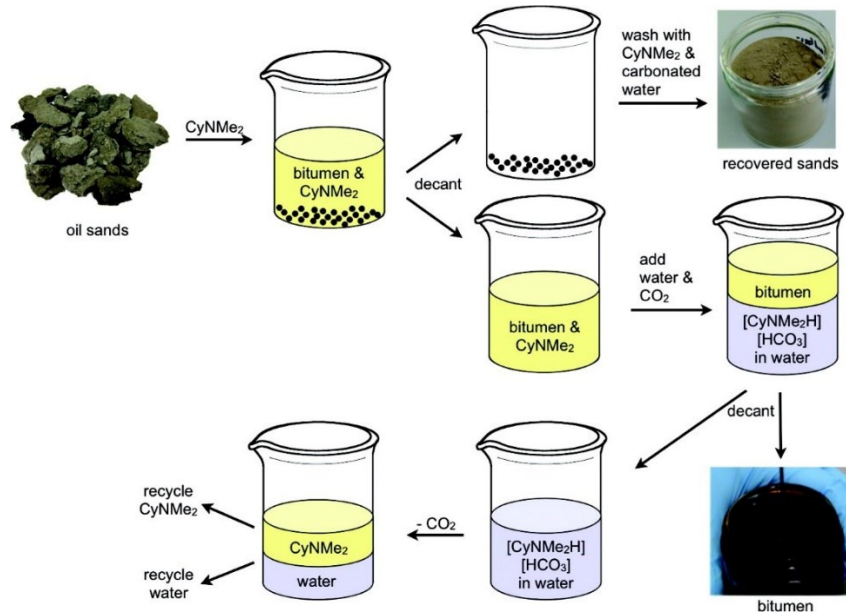 oil sands
CyNMe₂
bitumen &
CyNMe₂
decant
wash with
CyNMe₂ &
carbonated
water
recovered sands
bitumen &
CyNMe₂
add
water &
CO₂
bitumen
[CyNMe₂H]
[HCO₃]
in water
decant
bitumen
[CyNMe₂H]
[HCO₃]
in water
- CO₂
CyNMe₂
water
recycle
CyNMe₂
recycle
water